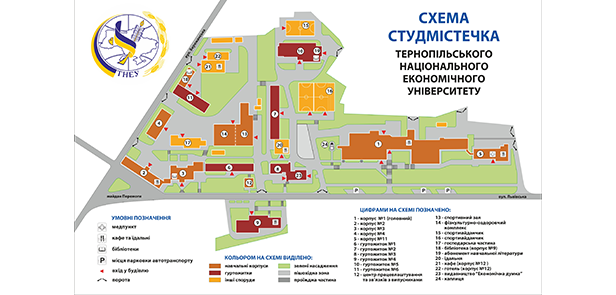 ТНЕУ
СХЕМА
СТУДМІСТЕЧКА
ТЕРНОПІЛЬСЬКОГО
НАЦІОНАЛЬНОГО
ЕКОНОМІЧНОГО
УНІВЕРСИТЕТУ
майдан Перемоги
вул. Львівська
УМОВНІ ПОЗНАЧЕННЯ
медпункт
кафе та їдальні
бібліотеки
P місця парковки автотранспорту
вхід у будівлю
ворота
КОЛЬОРОМ НА СХЕМІ ВИДІЛЕНО:
навчальні корпуси
гуртожитки
інші споруди
зелені насадження
пішохідна зона
проїжджа частина
ЦИФРАМИ НА СХЕМІ ПОЗНАЧЕНО:
1 - корпус №1 (головний)
2 - корпус №2
3 - корпус №3
4 - корпус №6
5 - корпус №11
6 - гуртожиток №1
7 - гуртожиток №2
8 - гуртожиток №3
9 - гуртожиток №4
10 - гуртожиток №5
11 - гуртожиток №6
12 - центр працевлаштування
та зв'язків із випускниками
13 - спортивний зал
14 - фізкультурно-оздоровчий
комплекс
15 - спортмайданчик
16 - спортмайданчик
17 - господарська частина
18 - бібліотека (корпус №9)
19 - абонемент навчальної літератури
20 - їдальня
21 - кафе (корпус №12)
22 - готель (корпус №12)
23 - видавництво "Економічна думка"
24 - капличка